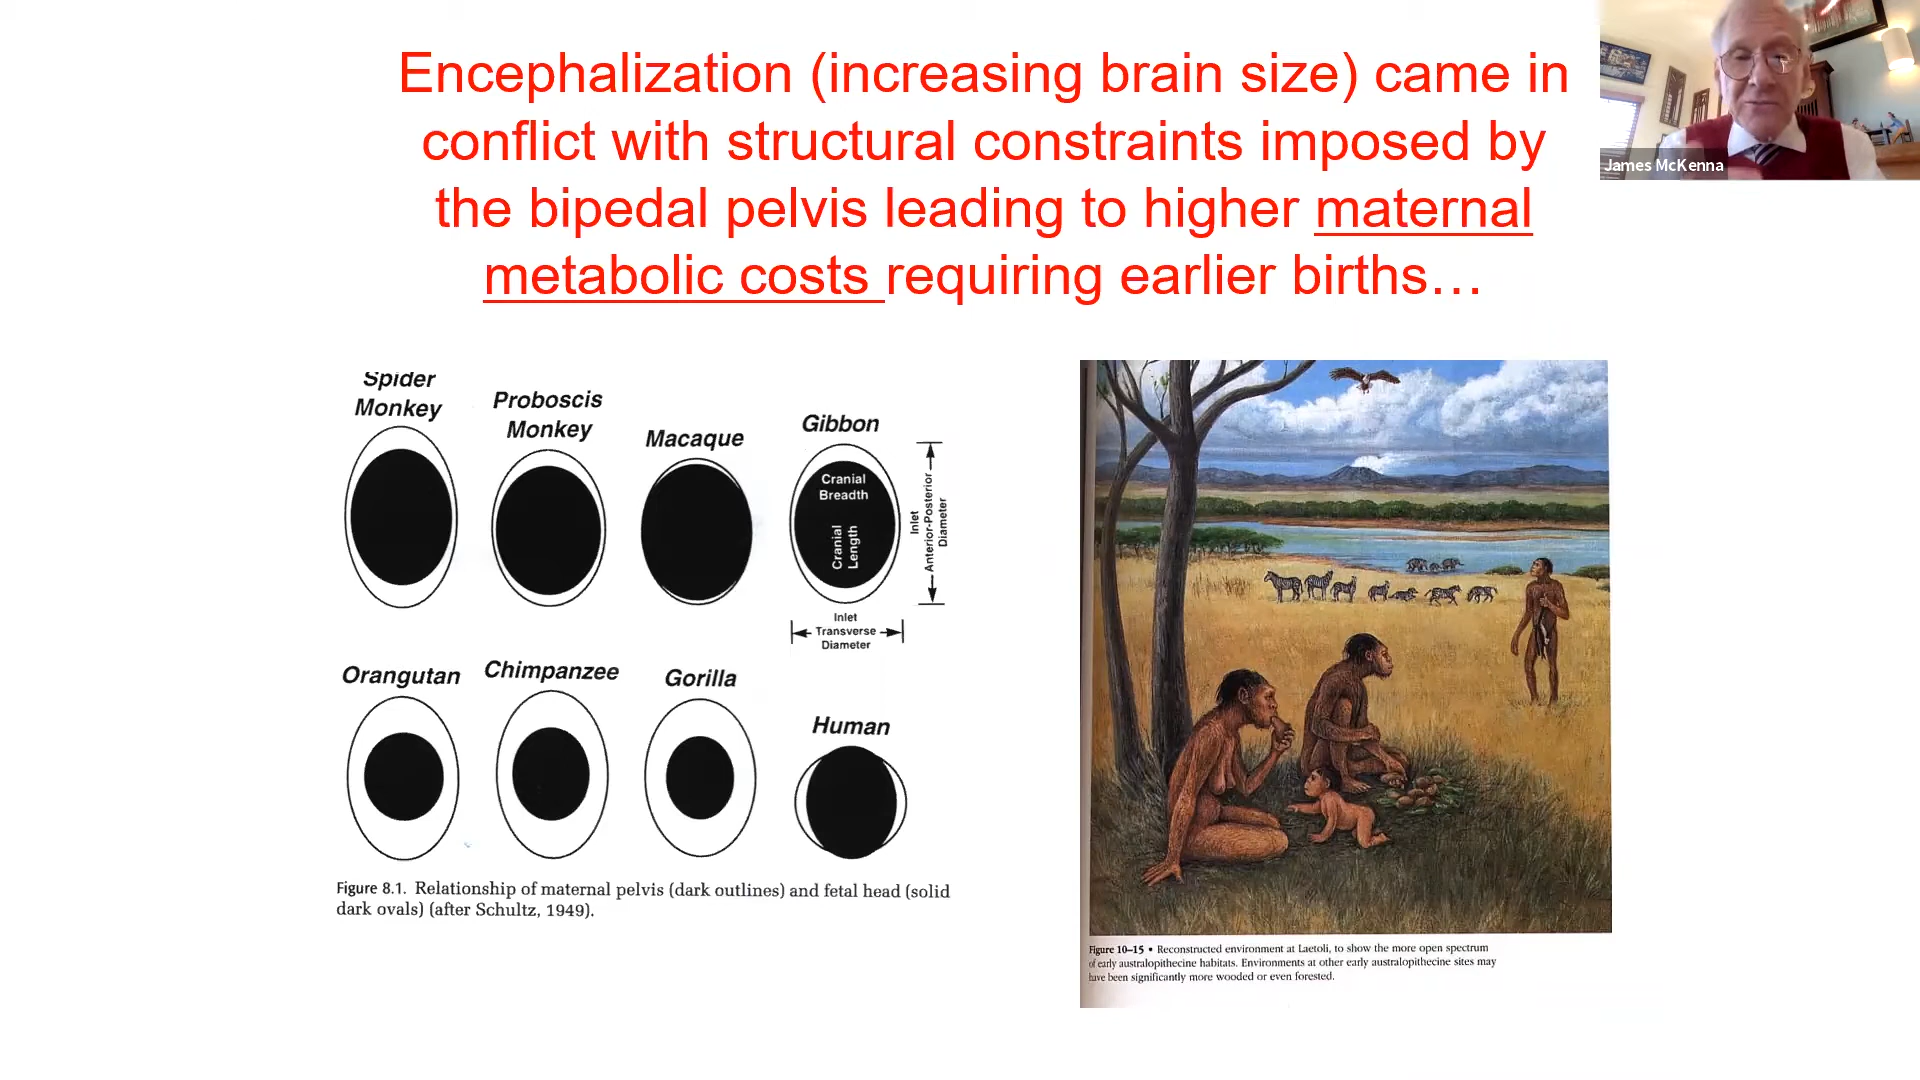 Encephalization (increasing brain size) came in
conflict with structural constraints imposed by
the bipedal pelvis leading to higher maternal
metabolic costs requiring earlier births…
James McKenna
Spider
Monkey
Proboscis
Monkey
Macaque
Gibbon
Cranial
Breadth
Cranial
Length
Inlet
Anterior-Posterior
Diameter
Inlet
Transverse
Diameter
Orangutan
Chimpanzee
Gorilla
Human
Figure 8.1. Relationship of maternal pelvis (dark outlines) and fetal head (solid
dark ovals) (after Schultz, 1949).
Figure 10–15 • Reconstructed environment at Laetoli, to show the more open spectrum
of early australopithecine habitats. Environments at other early australopithecine sites may
have been significantly more wooded or even forested.